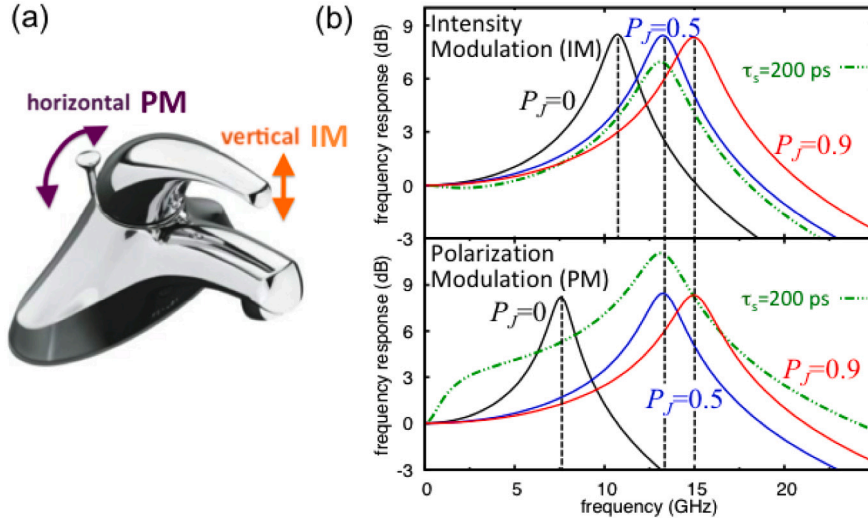 (a)
horizontal PM
vertical IM
(b)
Intensity
Modulation (IM)
P_J=0.5
τ_s=200 ps
P_J=0
P_J=0.9
frequency response (dB)
9
6
3
0
-3
Polarization
Modulation (PM)
τ_s=200 ps
P_J=0
P_J=0.9
P_J=0.5
frequency response (dB)
9
6
3
0
-3
0 5 10 15 20
frequency (GHz)